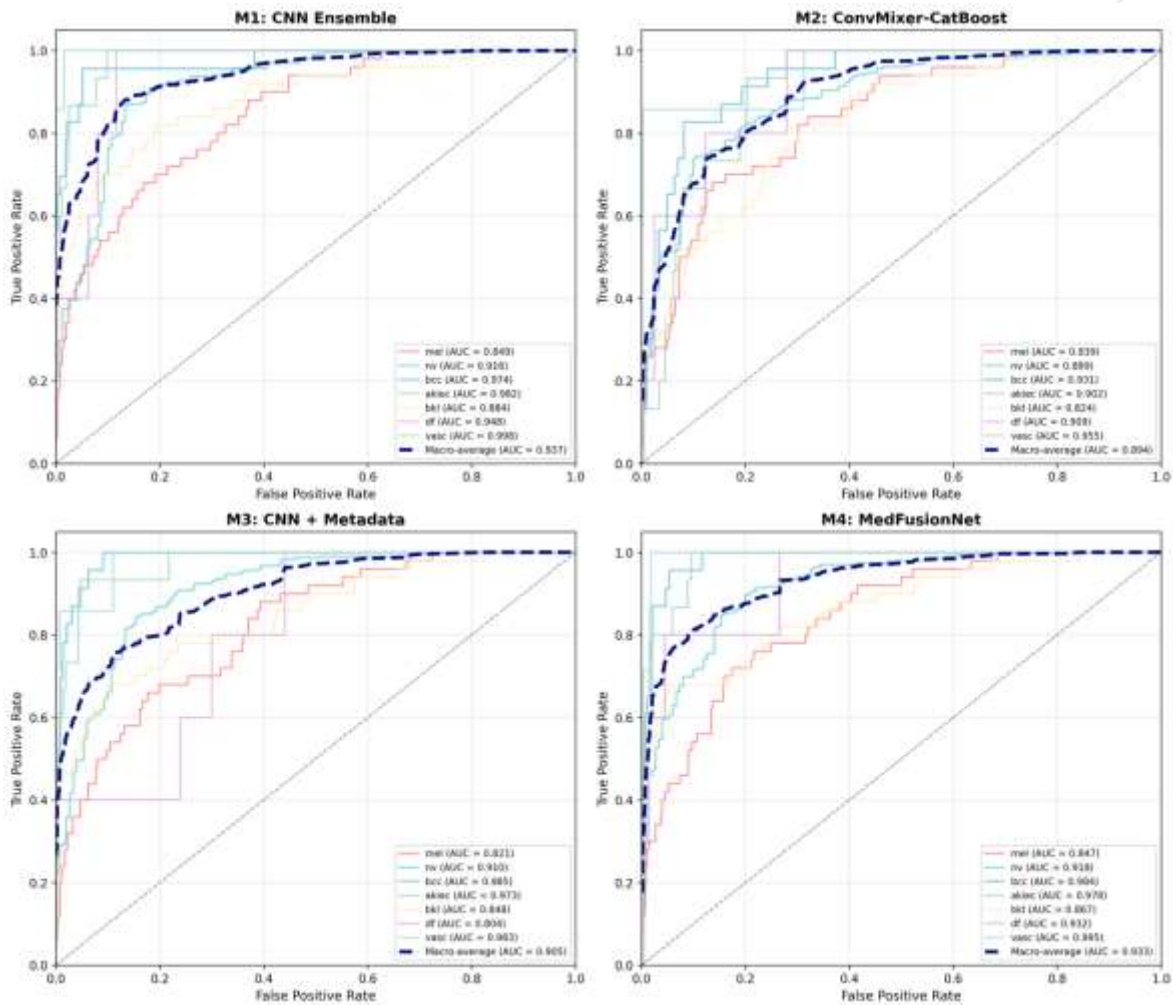 M1: CNN Ensemble
True Positive Rate
1.0
0.8
0.6
0.4
0.2
0.0
mel (AUC = 0.849)
nv (AUC = 0.916)
bcc (AUC = 0.974)
akiec (AUC = 0.982)
bkl (AUC = 0.884)
df (AUC = 0.948)
vasc (AUC = 0.998)
Macro-average (AUC = 0.937)
0.0 0.2 0.4 0.6 0.8 1.0
False Positive Rate
M2: ConvMixer-CatBoost
True Positive Rate
1.0
0.8
0.6
0.4
0.2
0.0
mel (AUC = 0.839)
nv (AUC = 0.899)
bcc (AUC = 0.931)
akiec (AUC = 0.902)
bkl (AUC = 0.824)
df (AUC = 0.909)
vasc (AUC = 0.955)
Macro-average (AUC = 0.894)
0.0 0.2 0.4 0.6 0.8 1.0
False Positive Rate
M3: CNN + Metadata
True Positive Rate
1.0
0.8
0.6
0.4
0.2
0.0
mel (AUC = 0.821)
nv (AUC = 0.910)
bcc (AUC = 0.985)
akiec (AUC = 0.973)
bkl (AUC = 0.848)
df (AUC = 0.804)
vasc (AUC =
Macro-average (AUC = 0.905)
0.0 0.2 0.4 0.6 0.8 1.0
False Positive Rate
M4: MedFusionNet
True Positive Rate
1.0
0.8
0.6
0.4
0.2
0.0
mel (AUC = 0.847)
nv (AUC = 0.918)
bcc (AUC = 0.984)
akiec (AUC = 0.978)
bkl (AUC = 0.867)
df (AUC = 0.932)
vasc (AUC = 0.995)
Macro-average (AUC = 0.933)
0.0 0.2 0.4 0.6 0.8 1.0
False Positive Rate